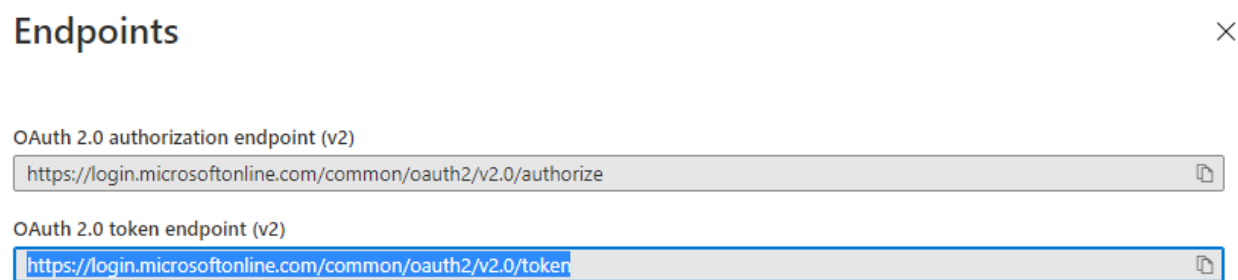 Endpoints
OAuth 2.0 authorization endpoint (v2)
https://login.microsoftonline.com/common/oauth2/v2.0/authorize
OAuth 2.0 token endpoint (v2)
https://login.microsoftonline.com/common/oauth2/v2.0/token